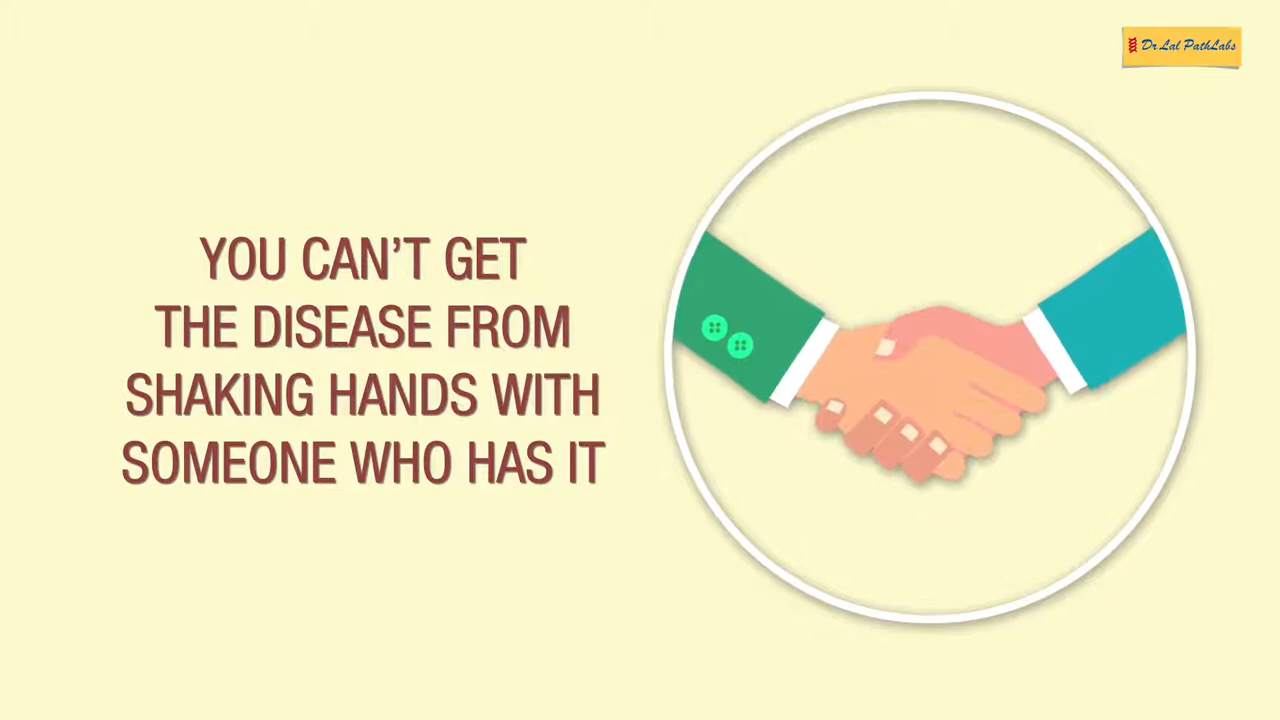 Dr Lal PathLabs
YOU CAN'T GET
THE DISEASE FROM
SHAKING HANDS WITH
SOMEONE WHO HAS IT